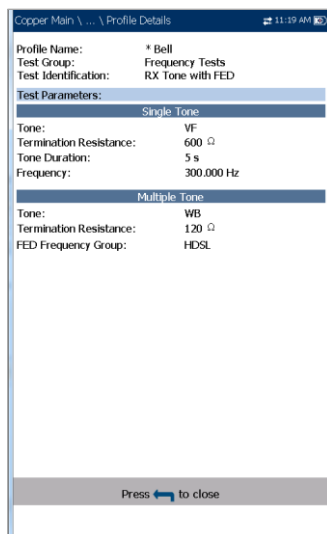 Copper Main \ ... \ Profile Details 11:19 AM
Profile Name: * Bell
Test Group: Frequency Tests
Test Identification: RX Tone with FED
Test Parameters:
Single Tone
Tone: VF
Termination Resistance: 600 Ω
Tone Duration: 5 s
Frequency: 300.000 Hz
Multiple Tone
Tone: WB
Termination Resistance: 120 Ω
FED Frequency Group: HDSL
Press to close